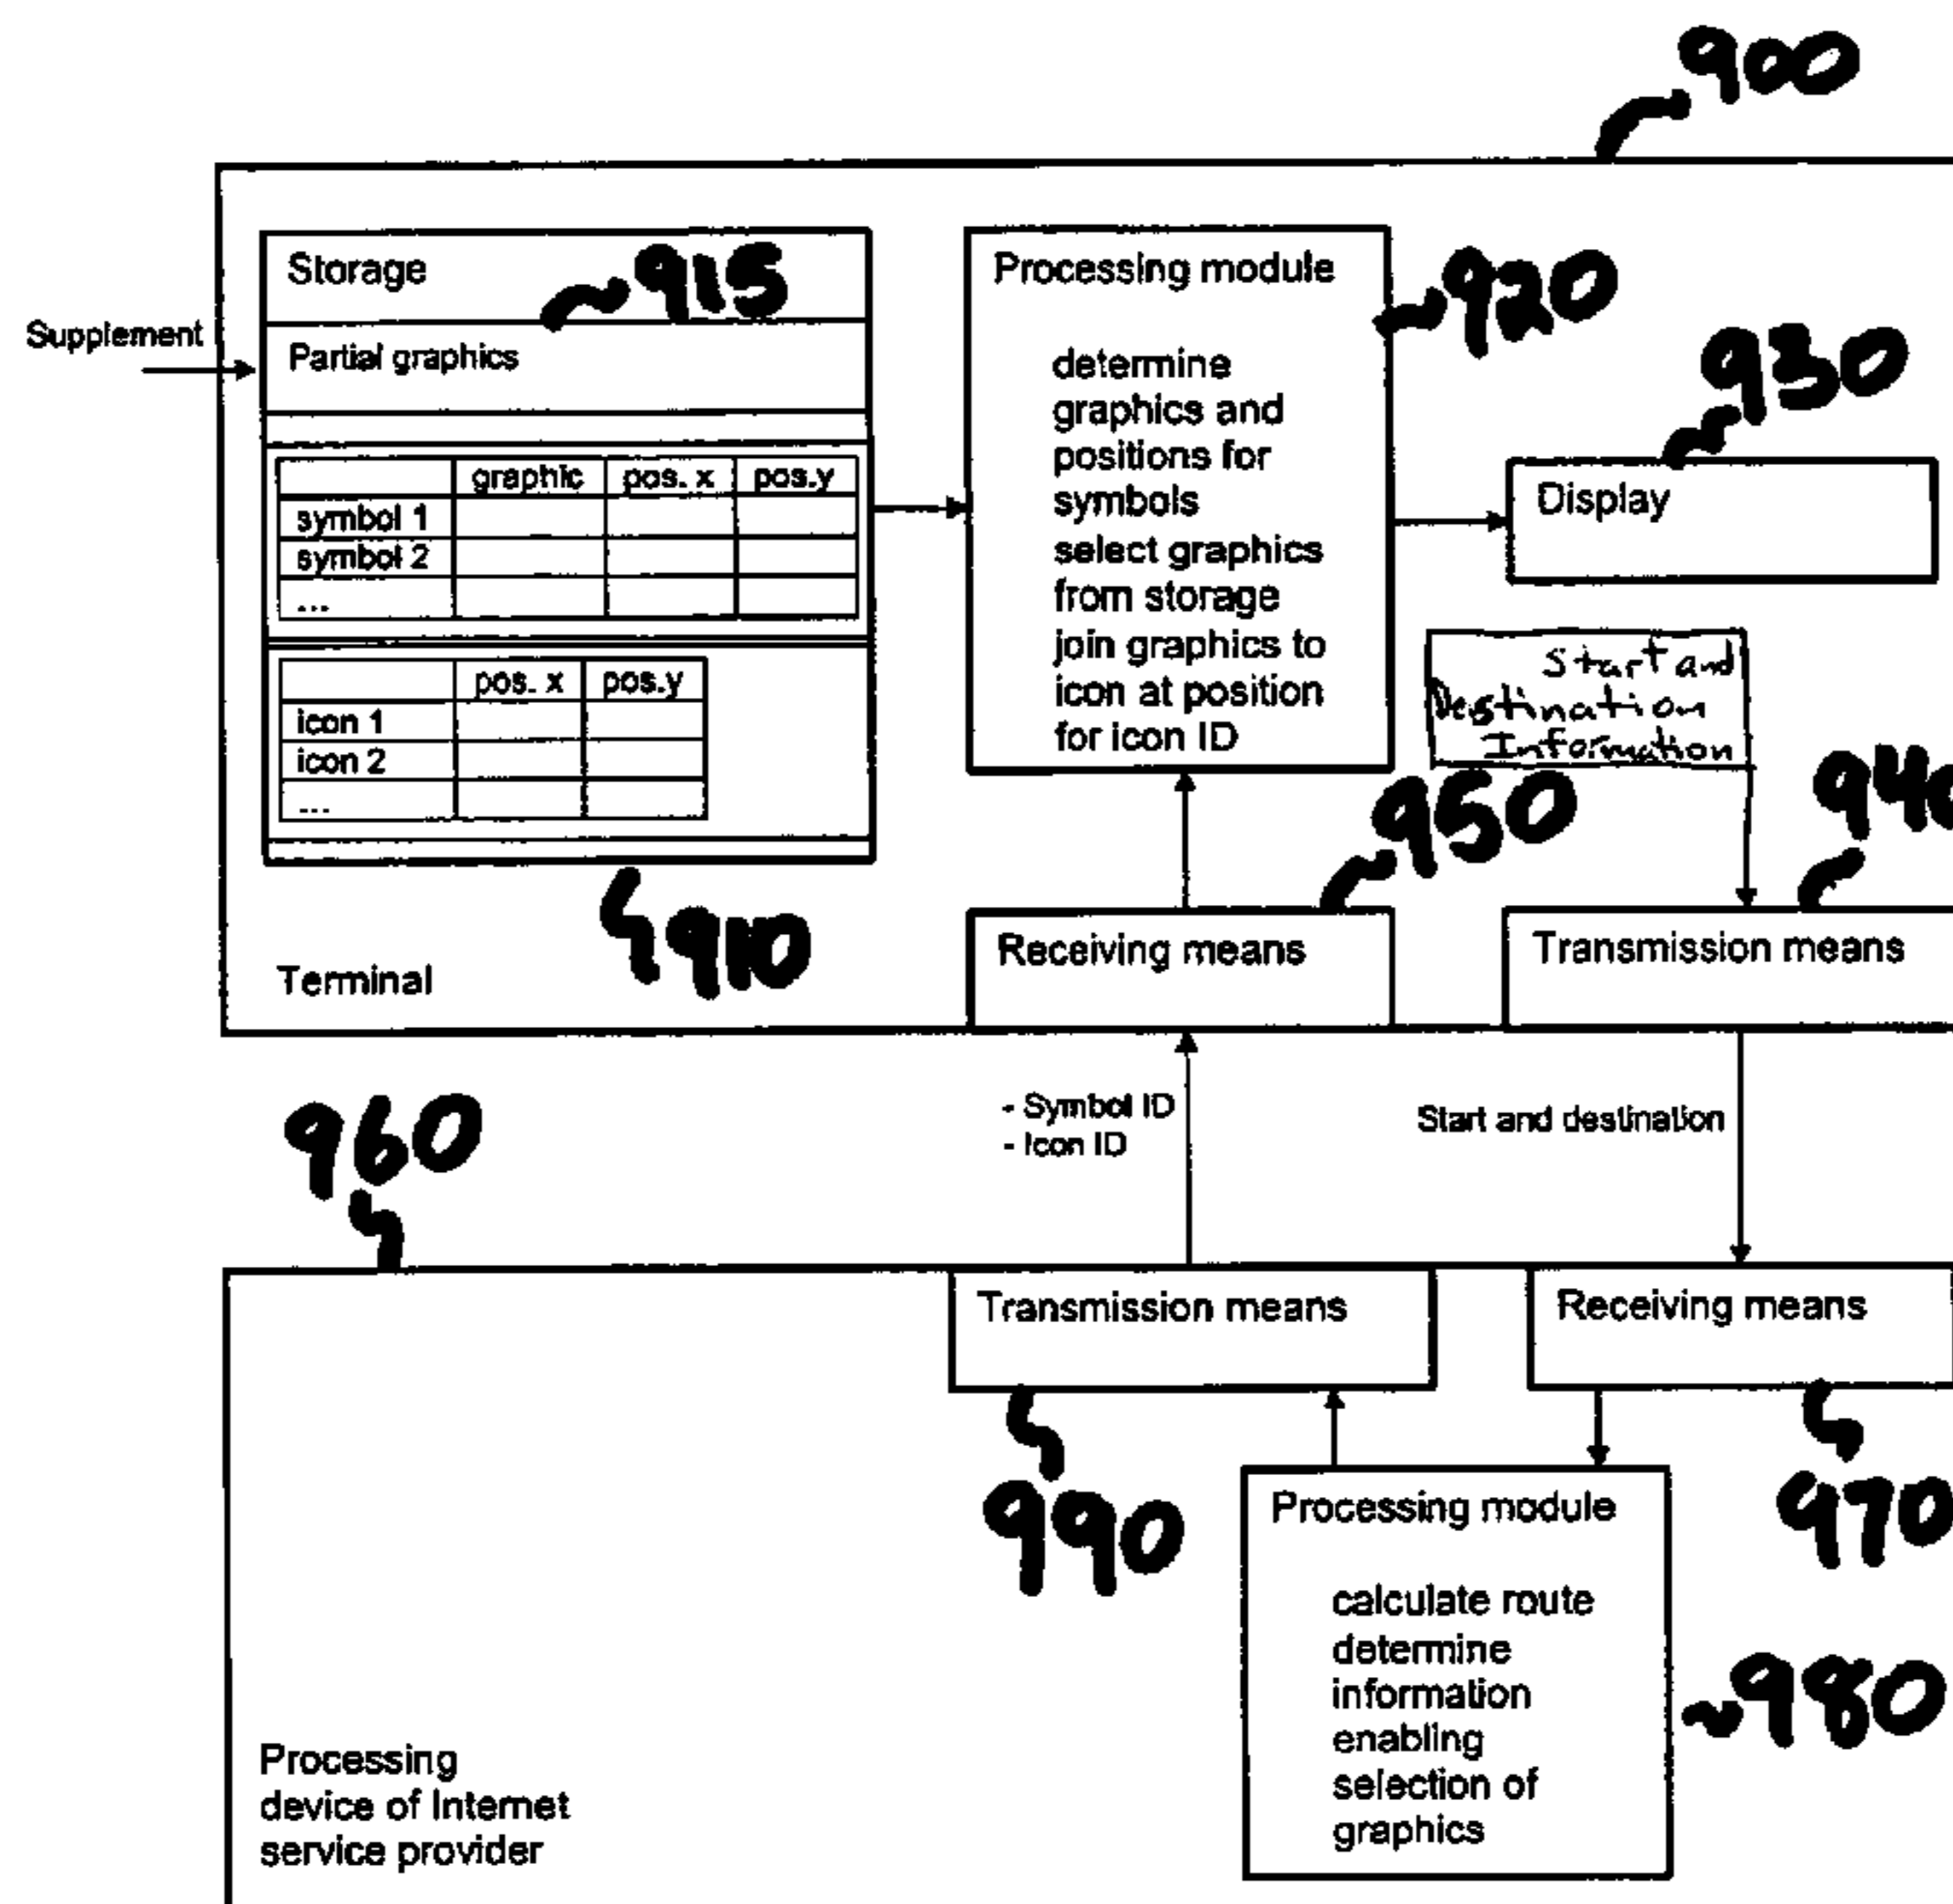 900
Storage
915
Supplement
Partial graphics
graphic pos. x pos.y
symbol 1
symbol 2
...
pos. x pos.y
icon 1
icon 2
...
910
Terminal
Processing module
920
determine
graphics and
positions for
symbols
select graphics
from storage
join graphics to
icon at position
for icon ID
930
Display
Start and
Destination
Information
950
940
Receiving means
Transmission means
- Symbol ID
- Icon ID
Start and destination
960
Transmission means
Receiving means
990
970
Processing module
calculate route
determine
information
enabling
selection of
graphics
980
Processing
device of Internet
service provider